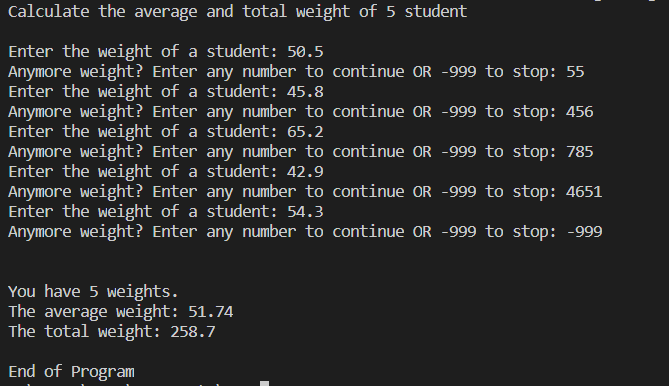 Calculate the average and total weight of 5 student
Enter the weight of a student: 50.5
Anymore weight? Enter any number to continue OR -999 to stop: 55
Enter the weight of a student: 45.8
Anymore weight? Enter any number to continue OR -999 to stop: 456
Enter the weight of a student: 65.2
Anymore weight? Enter any number to continue OR -999 to stop: 785
Enter the weight of a student: 42.9
Anymore weight? Enter any number to continue OR -999 to stop: 4651
Enter the weight of a student: 54.3
Anymore weight? Enter any number to continue OR -999 to stop: -999
You have 5 weights.
The average weight: 51.74
The total weight: 258.7
End of Program